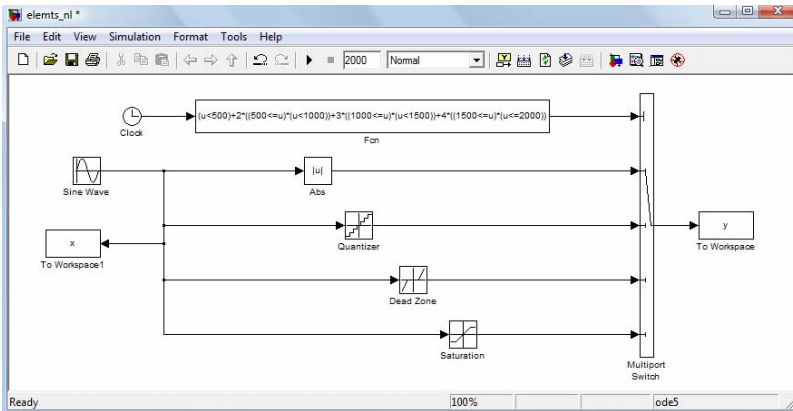 elemts_nl *
File Edit View Simulation Format Tools Help
2000 Normal
Clock
(u<500)+2*((500<=u)*(u<1000))+3*((1000<=u)*(u<1500))+4*((1500<=u)*(u<=2000))
Fcn
Sine Wave
|u|
Abs
x
To Workspace1
Quantizer
y
To Workspace
Dead Zone
Saturation
Multiport
Switch
Ready 100% ode5